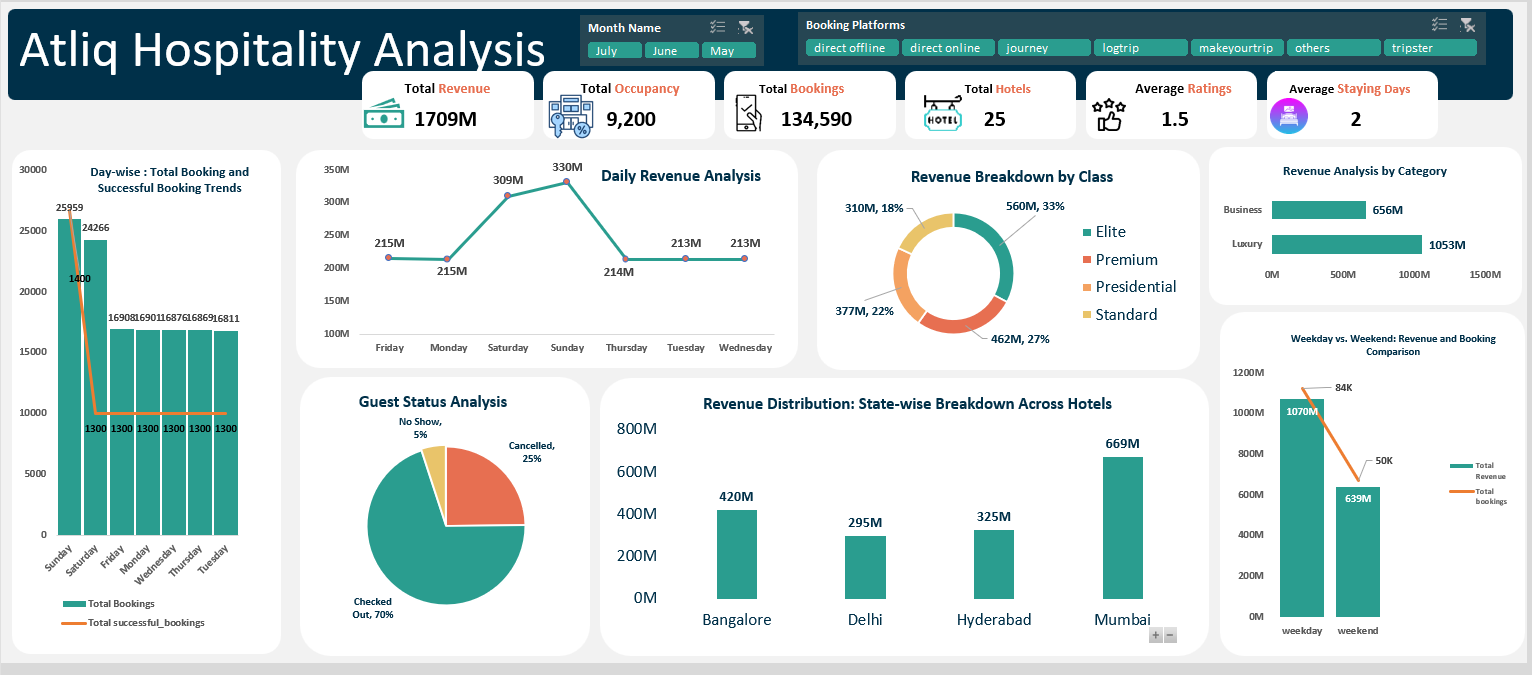 Atliq Hospitality Analysis
Month Name
July
June
May
Booking Platforms
direct offline
direct online
journey
logtrip
makeyourtrip
others
tripster
Total Revenue
1709M
Total Occupancy
9,200
Total Bookings
134,590
HOTEL
Total Hotels
25
Average Ratings
1.5
Average Staying Days
2
Day-wise : Total Booking and
Successful Booking Trends
30000
25000
20000
15000
10000
5000
0
25959
24266
16908
16901
16876
16869
16811
1400
1300
1300
1300
1300
1300
1300
Sunday
Saturday
Friday
Monday
Wednesday
Thursday
Tuesday
Total Bookings
Total successful_bookings
Daily Revenue Analysis
350M
300M
250M
200M
150M
100M
215M
215M
309M
330M
214M
213M
213M
Friday
Monday
Saturday
Sunday
Thursday
Tuesday
Wednesday
Revenue Breakdown by Class
310M, 18%
560M, 33%
377M, 22%
462M, 27%
Elite
Premium
Presidential
Standard
Revenue Analysis by Category
Business
656M
Luxury
1053M
0M
500M
1000M
1500M
Guest Status Analysis
No Show,
5%
Cancelled,
25%
Checked
Out, 70%
Revenue Distribution: State-wise Breakdown Across Hotels
800M
600M
400M
200M
0M
420M
295M
325M
669M
Bangalore
Delhi
Hyderabad
Mumbai
Weekday vs. Weekend: Revenue and Booking
Comparison
1200M
1000M
800M
600M
400M
200M
0M
84K
1070M
50K
639M
weekday
weekend
Total
Revenue
Total
bookings